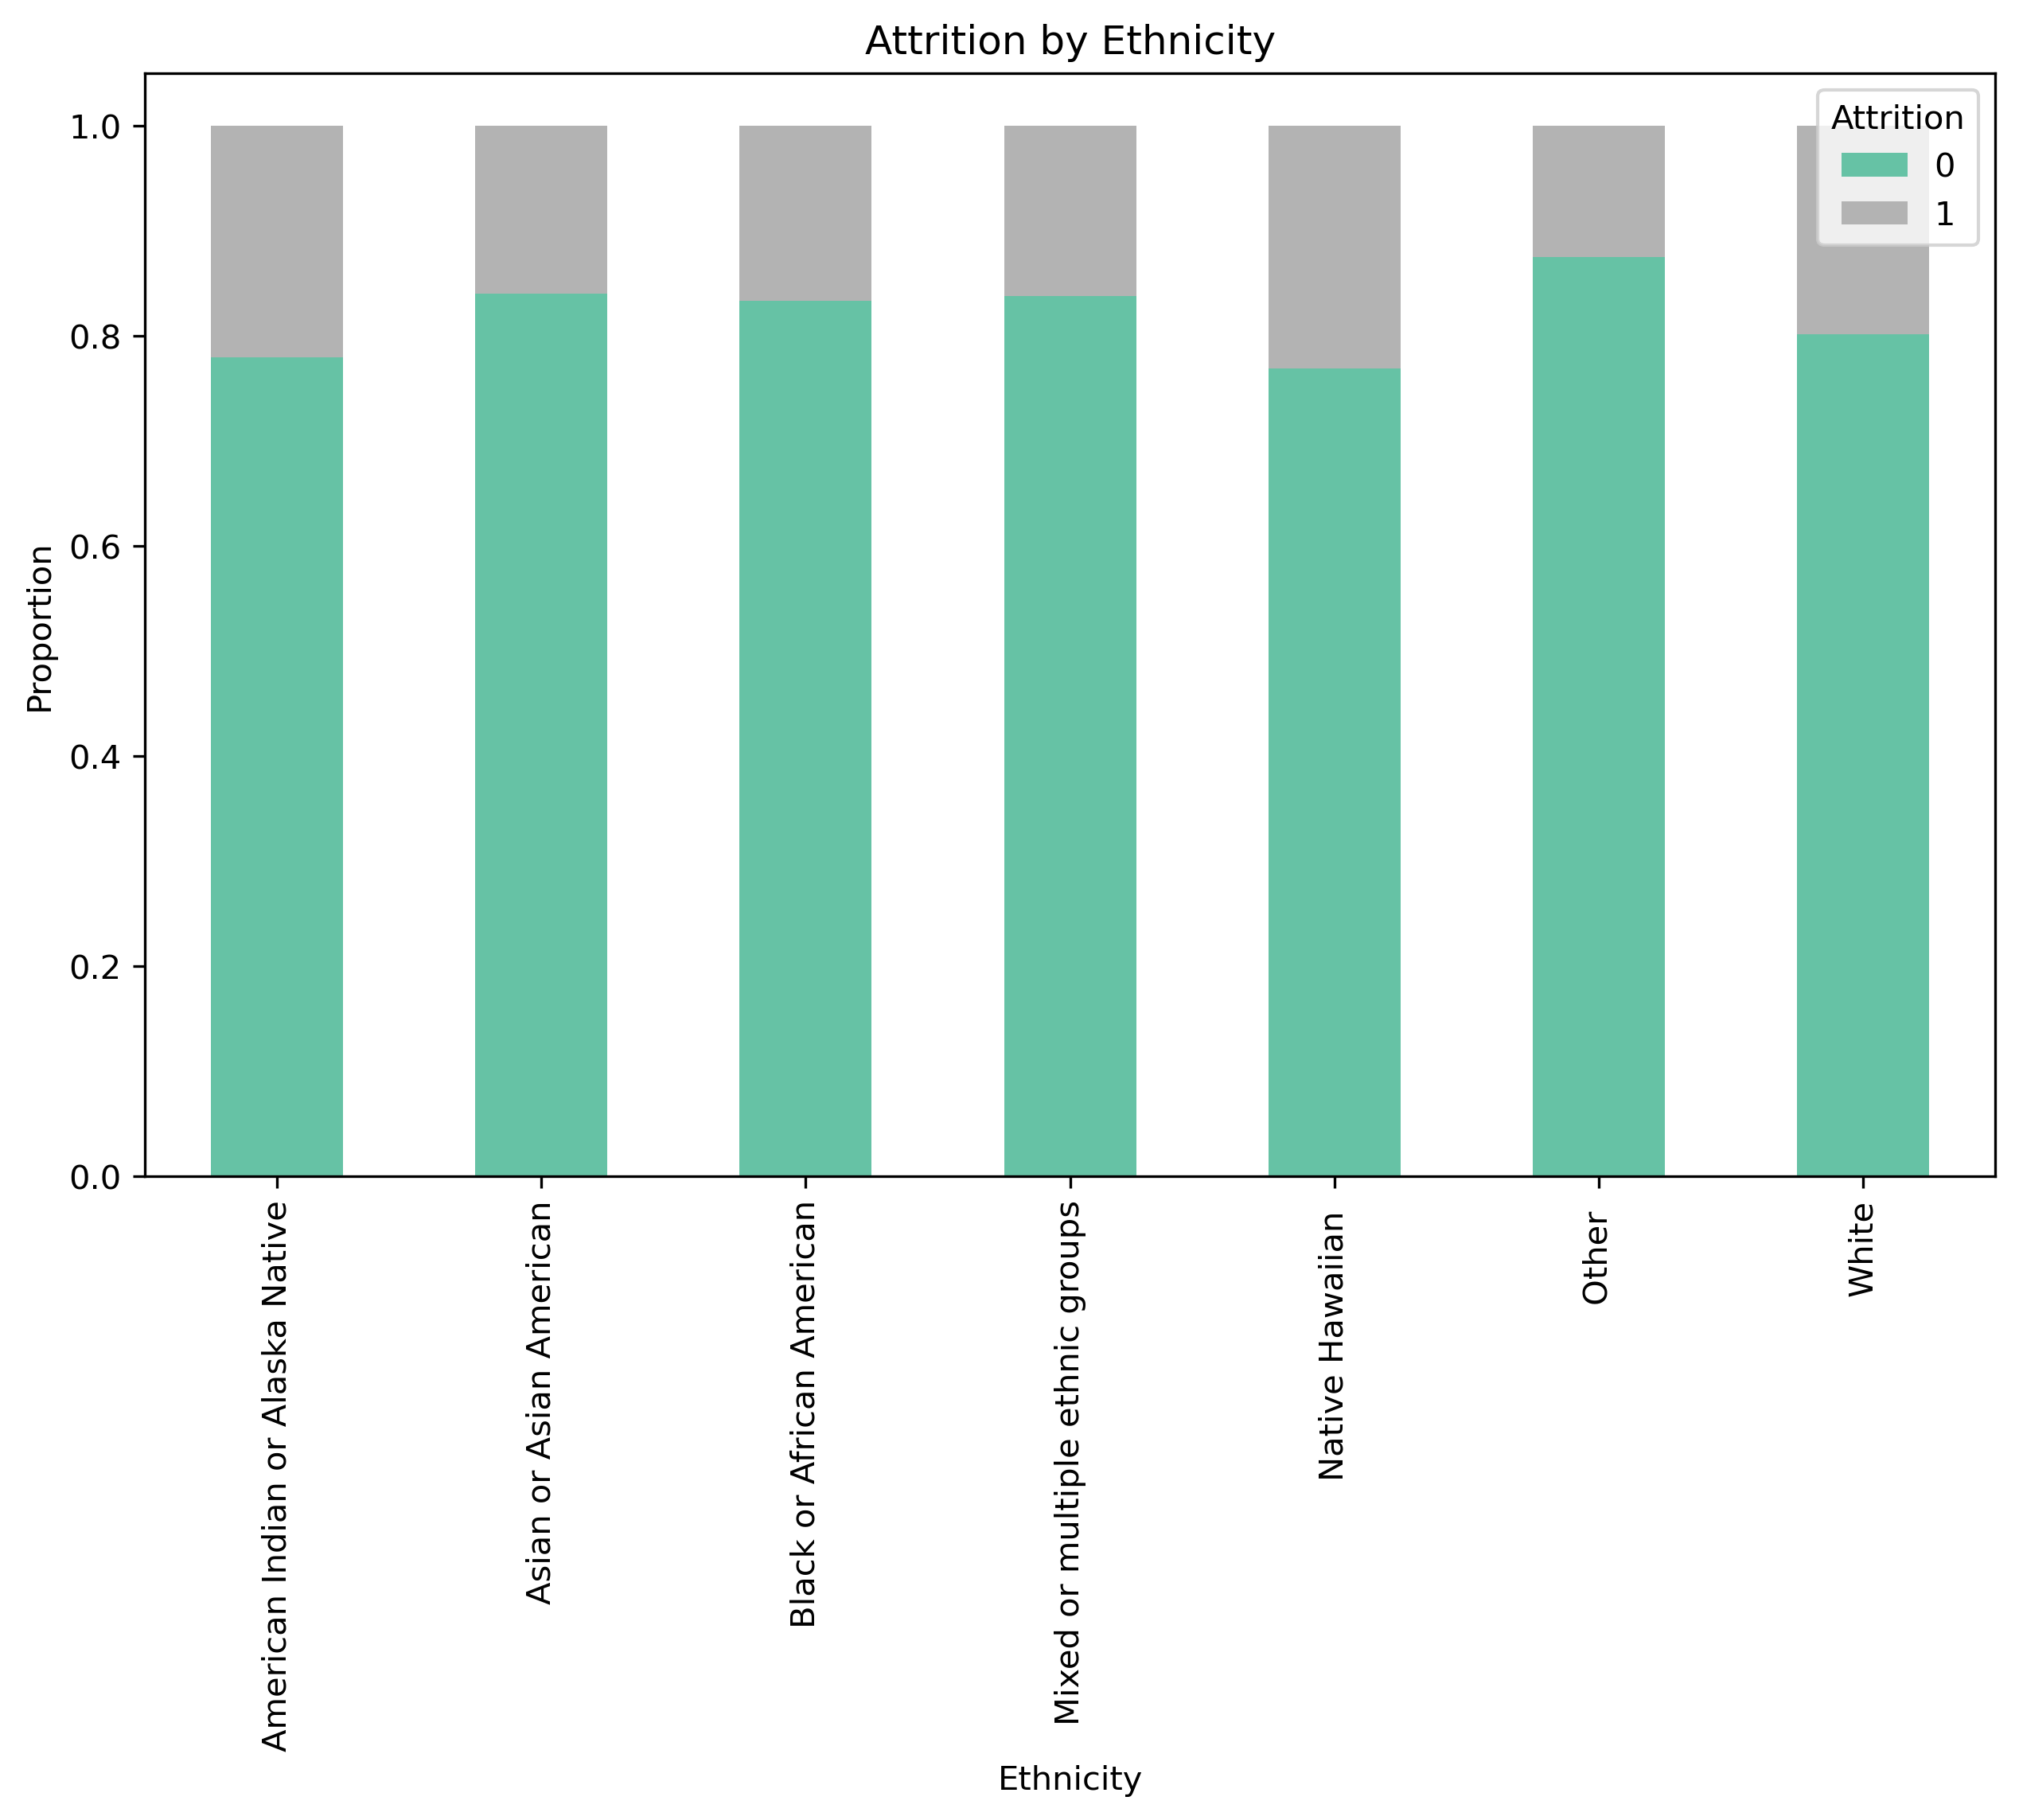 Attrition by Ethnicity
Attrition
0
1
Proportion
1.0
0.8
0.6
0.4
0.2
0.0
American Indian or Alaska Native
Asian or Asian American
Black or African American
Mixed or multiple ethnic groups
Native Hawaiian
Other
White
Ethnicity